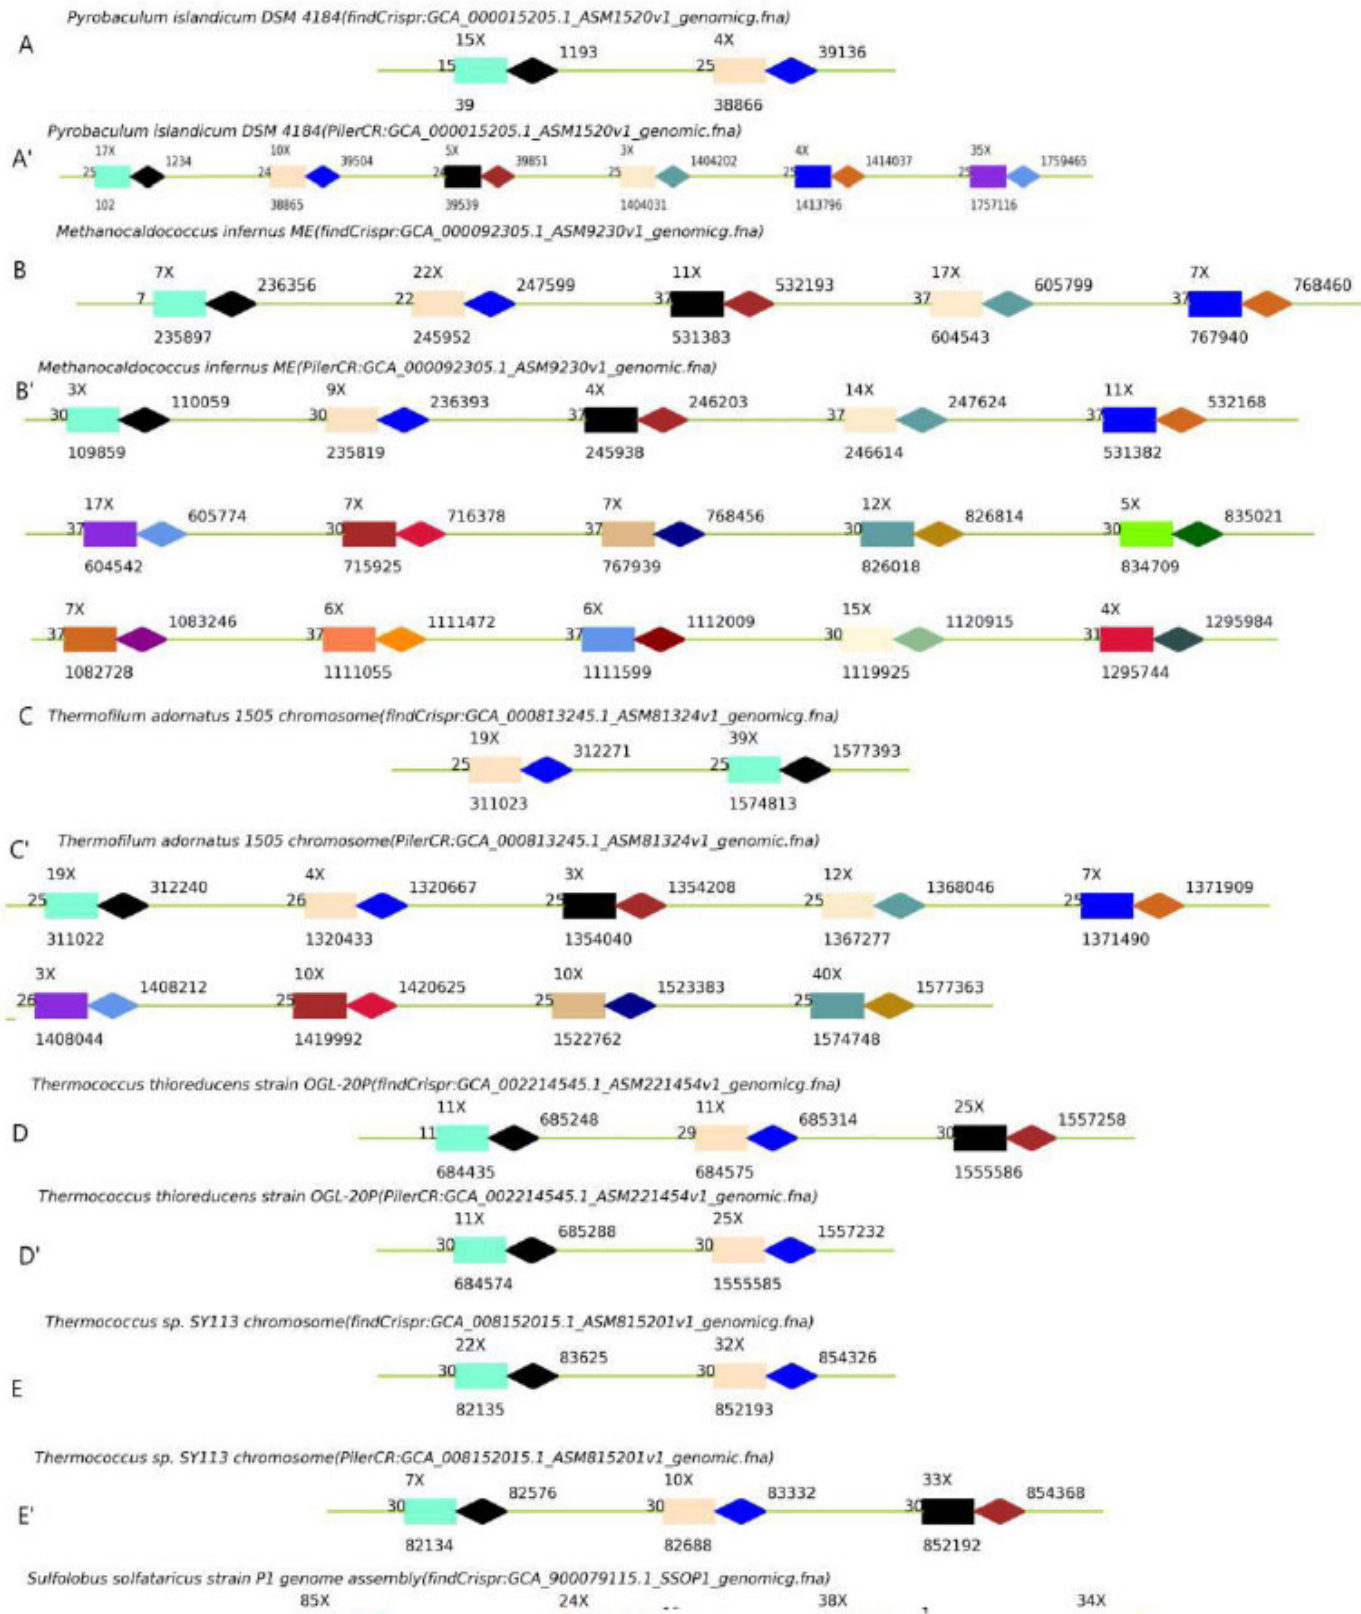 Pyrobaculum islandicum DSM 4184(findCrispr:GCA_000015205.1_ASM1520v1_genomicg.fna)
A
15X 1193 4X 39136
15 25
39 38866
Pyrobaculum islandicum DSM 4184(PilerCR:GCA_000015205.1_ASM1520v1_genomic.fna)
A'
17X 1234 10X 39504 5X 39851 3X 1404202 4X 1414037 35X 1759465
25 24 24 25 25 25
102 38865 39539 1404031 1413796 1757116
Methanocaldococcus infernus ME(findCrispr:GCA_000092305.1_ASM9230v1_genomicg.fna)
B
7X 236356 22X 247599 11X 532193 17X 605799 7X 768460
7 22 37 37 37
235897 245952 531383 604543 767940
Methanocaldococcus infernus ME(PilerCR:GCA_000092305.1_ASM9230v1_genomic.fna)
B'
3X 110059 9X 236393 4X 246203 14X 247624 11X 532168
30 30 37 37 37
109859 235819 245938 246614 531382
17X 605774 7X 716378 7X 768456 12X 826814 5X 835021
37 30 37 30 30
604542 715925 767939 826018 834709
7X 1083246 6X 1111472 6X 1112009 15X 1120915 4X 1295984
37 37 37 30 31
1082728 1111055 1111599 1119925 1295744
C Thermofilum adornatus 1505 chromosome(findCrispr:GCA_000813245.1_ASM81324v1_genomicg.fna)
19X 312271 39X 1577393
25 25
311023 1574813
Thermofilum adornatus 1505 chromosome(PilerCR:GCA_000813245.1_ASM81324v1_genomic.fna)
C'
19X 312240 4X 1320667 3X 1354208 12X 1368046 7X 1371909
25 26 25 25 25
311022 1320433 1354040 1367277 1371490
3X 1408212 10X 1420625 10X 1523383 40X 1577363
26 25 25 25
1408044 1419992 1522762 1574748
Thermococcus thioreducens strain OGL-20P(findCrispr:GCA_002214545.1_ASM221454v1_genomicg.fna)
D
11X 685248 11X 685314 25X 1557258
11 29 30
684435 684575 1555586
Thermococcus thioreducens strain OGL-20P(PilerCR:GCA_002214545.1_ASM221454v1_genomic.fna)
D'
11X 685288 25X 1557232
30 30
684574 1555585
Thermococcus sp. SY113 chromosome(findCrispr:GCA_008152015.1_ASM815201v1_genomicg.fna)
E
22X 83625 32X 854326
30 30
82135 852193
Thermococcus sp. SY113 chromosome(PilerCR:GCA_008152015.1_ASM815201v1_genomic.fna)
E'
7X 82576 10X 83332 33X 854368
30 30 30
82134 82688 852192
Sulfolobus solfataricus strain P1 genome assembly(findCrispr:GCA_900079115.1_SSOP1_genomicg.fna)
85X 24X 38X 34X